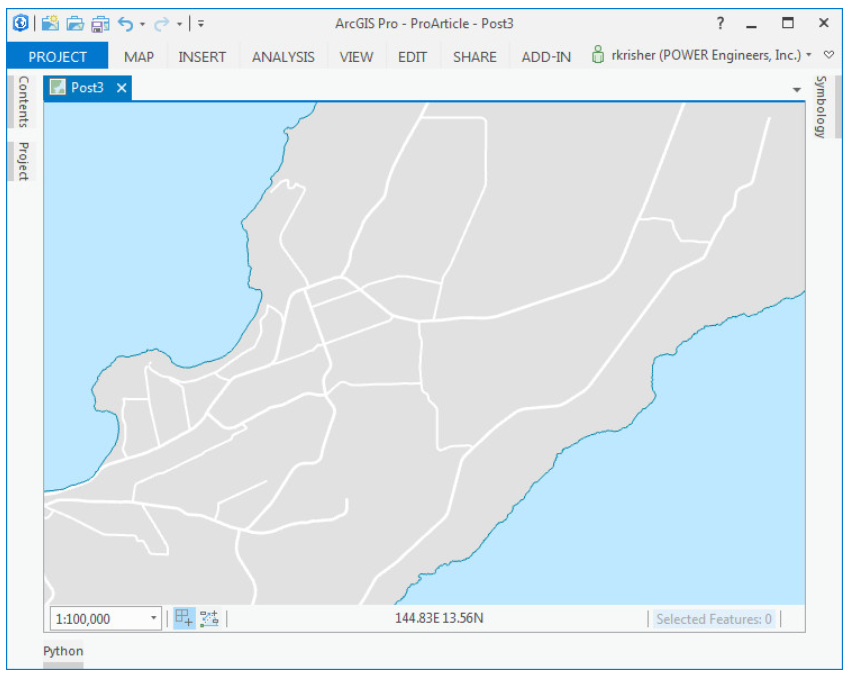 ArcGIS Pro - ProArticle - Post3
PROJECT MAP INSERT ANALYSIS VIEW EDIT SHARE ADD-IN rkrisher (POWER Engineers, Inc.)
Contents
Project
Post3
Symbology
1:100,000 144.83E 13.56N Selected Features: 0
Python